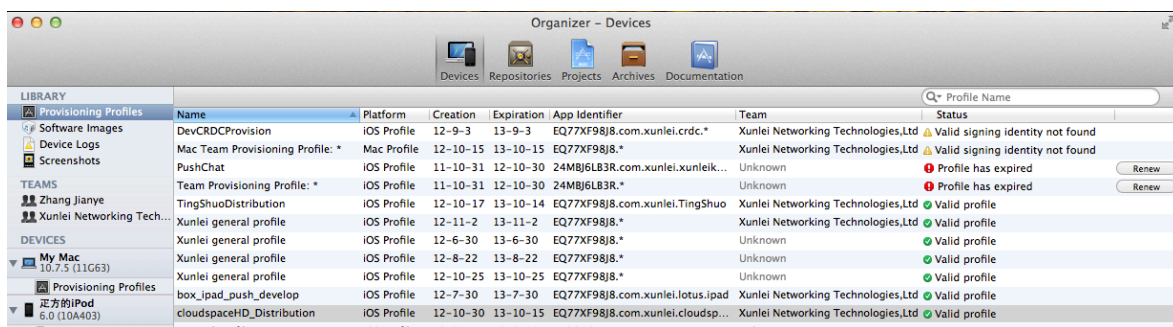 Organizer – Devices
Devices Repositories Projects Archives Documentation
LIBRARY
Provisioning Profiles
Software Images
Device Logs
Screenshots
TEAMS
Zhang Jianye
Xunlei Networking Tech...
DEVICES
My Mac
10.7.5 (11G63)
Provisioning Profiles
正方的iPod
6.0 (10A403)
Profile Name
Name Platform Creation Expiration App Identifier Team Status
DevCRDCProvision iOS Profile 12-9-3 13-9-3 EQ77XF98J8.com.xunlei.crdc.* Xunlei Networking Technologies,Ltd Valid signing identity not found
Mac Team Provisioning Profile: * Mac Profile 12-10-15 13-10-15 EQ77XF98J8.* Xunlei Networking Technologies,Ltd Valid signing identity not found
PushChat iOS Profile 11-10-31 12-10-30 24MBJ6LB3R.com.xunlei.xunleik... Unknown Profile has expired Renew
Team Provisioning Profile: * iOS Profile 11-10-31 12-10-30 24MBJ6LB3R.* Unknown Profile has expired Renew
TingShuoDistribution iOS Profile 12-10-17 13-10-14 EQ77XF98J8.com.xunlei.TingShuo Xunlei Networking Technologies,Ltd Valid profile
Xunlei general profile iOS Profile 12-11-2 13-11-2 EQ77XF98J8.* Xunlei Networking Technologies,Ltd Valid profile
Xunlei general profile iOS Profile 12-6-30 13-6-30 EQ77XF98J8.* Unknown Valid profile
Xunlei general profile iOS Profile 12-8-22 13-8-22 EQ77XF98J8.* Unknown Valid profile
Xunlei general profile iOS Profile 12-10-25 13-10-25 EQ77XF98J8.* Unknown Valid profile
box_ipad_push_develop iOS Profile 12-7-30 13-7-30 EQ77XF98J8.com.xunlei.lotus.ipad Xunlei Networking Technologies,Ltd Valid profile
cloudspaceHD_Distribution iOS Profile 12-10-30 13-10-15 EQ77XF98J8.com.xunlei.cloudsp... Xunlei Networking Technologies,Ltd Valid profile